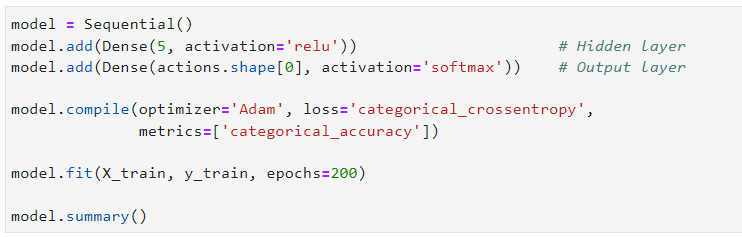 model = Sequential()
model.add(Dense(5, activation='relu')) # Hidden layer
model.add(Dense(actions.shape[0], activation='softmax')) # Output layer
model.compile(optimizer='Adam', loss='categorical_crossentropy',
metrics=['categorical_accuracy'])
model.fit(X_train, y_train, epochs=200)
model.summary()